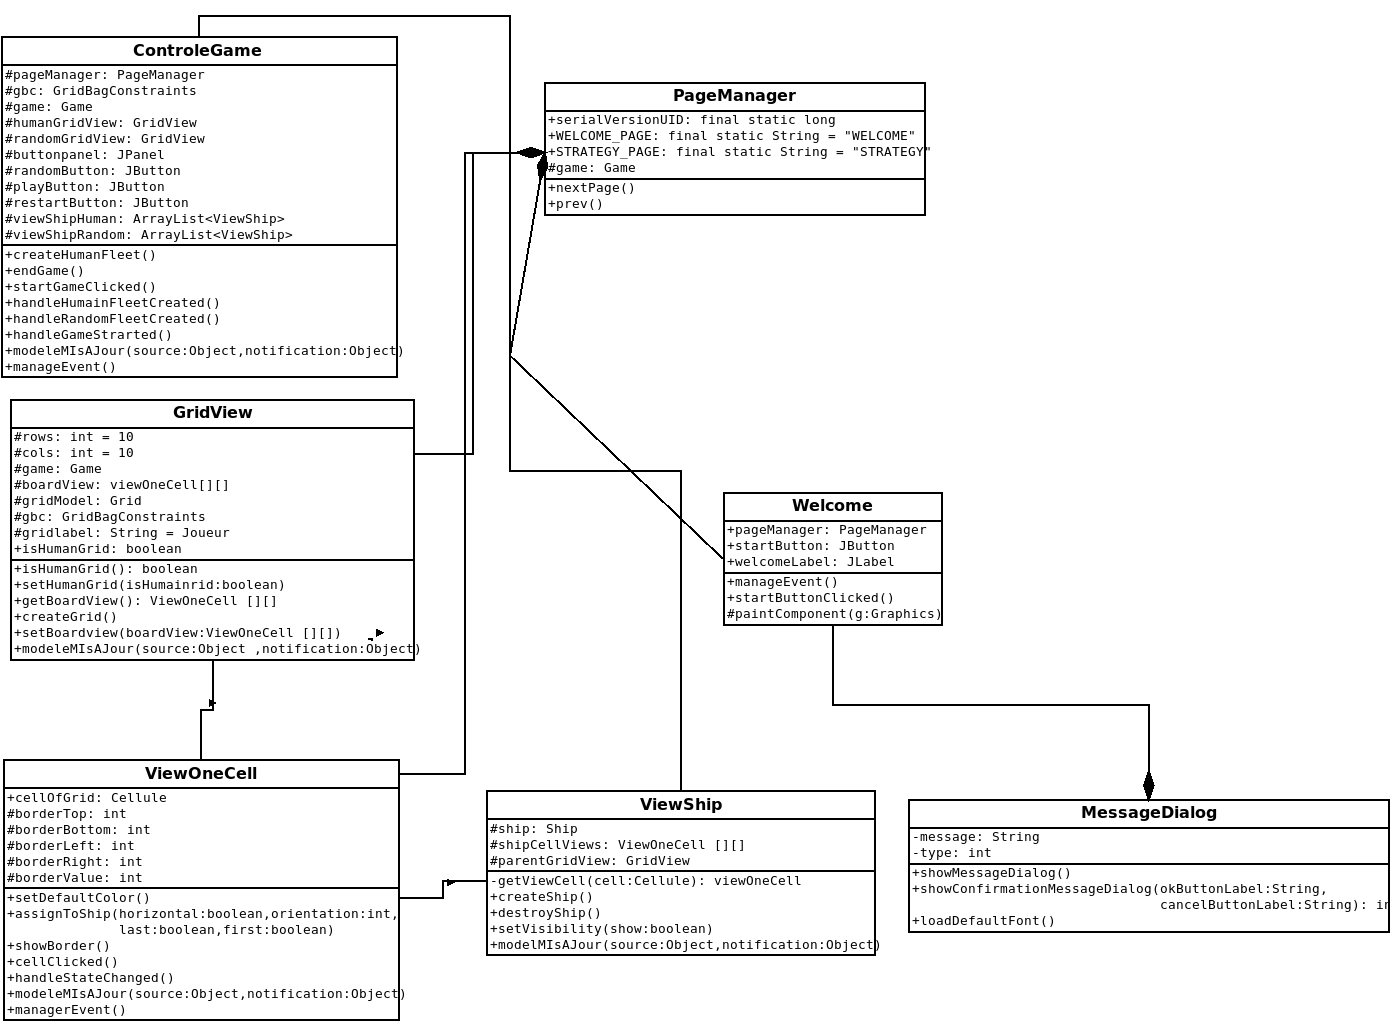 ControleGame
#pageManager: PageManager
#gbc: GridBagConstraints
#game: Game
#humanGridView: GridView
#randomGridView: GridView
#buttonpanel: JPanel
#randomButton: JButton
#playButton: JButton
#restartButton: JButton
#viewShipHuman: ArrayList<ViewShip>
#viewShipRandom: ArrayList<ViewShip>
+createHumanFleet()
+endGame()
+startGameClicked()
+handleHumainFleetCreated()
+handleRandomFleetCreated()
+handleGameStrarted()
+modeleMIsAJour(source:Object,notification:Object)
+manageEvent()
PageManager
+serialVersionUID: final static long
+WELCOME_PAGE: final static String = "WELCOME"
+STRATEGY_PAGE: final static String = "STRATEGY"
#game: Game
+nextPage()
+prev()
GridView
#rows: int = 10
#cols: int = 10
#game: Game
#boardView: viewOneCell[][]
#gridModel: Grid
#gbc: GridBagConstraints
#gridlabel: String = Joueur
+isHumanGrid: boolean
+isHumanGrid(): boolean
+setHumanGrid(isHumainrid:boolean)
+getBoardView(): ViewOneCell [][]
+createGrid()
+setBoardview(boardView:ViewOneCell [][])
+modeleMIsAJour(source:Object ,notification:Object)
Welcome
+pageManager: PageManager
+startButton: JButton
+welcomeLabel: JLabel
+manageEvent()
+startButtonClicked()
#paintComponent(g:Graphics)
ViewOneCell
+cellOfGrid: Cellule
#borderTop: int
#borderBottom: int
#borderLeft: int
#borderRight: int
#borderValue: int
+setDefaultColor()
+assignToShip(horizontal:boolean,orientation:int,
last:boolean,first:boolean)
+showBorder()
+cellClicked()
+handleStateChanged()
+modeleMIsAJour(source:Object,notification:Object)
+managerEvent()
ViewShip
#ship: Ship
#shipCellViews: ViewOneCell [][]
#parentGridView: GridView
-getViewCell(cell:Cellule): viewOneCell
+createShip()
+destroyShip()
+setVisibility(show:boolean)
+modelMIsAJour(source:Object,notification:Object)
MessageDialog
-message: String
-type: int
+showMessageDialog()
+showConfirmationMessageDialog(okButtonLabel:String,
cancelButtonLabel:String): in
+loadDefaultFont()